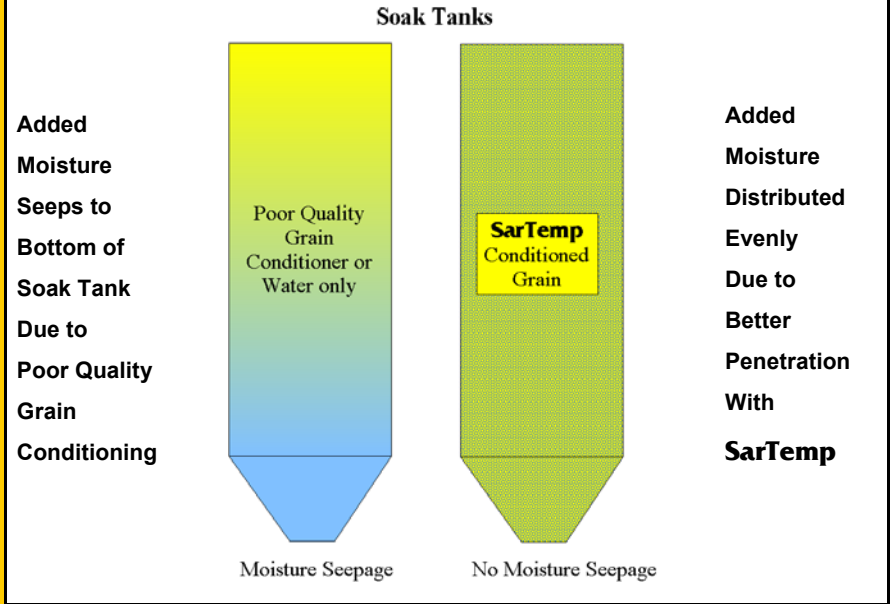 Soak Tanks
Added
Moisture
Seeps to
Bottom of
Soak Tank
Due to
Poor Quality
Grain
Conditioning
Poor Quality
Grain
Conditioner or
Water only
Moisture Seepage
SarTemp
Conditioned
Grain
No Moisture Seepage
Added
Moisture
Distributed
Evenly
Due to
Better
Penetration
With
SarTemp